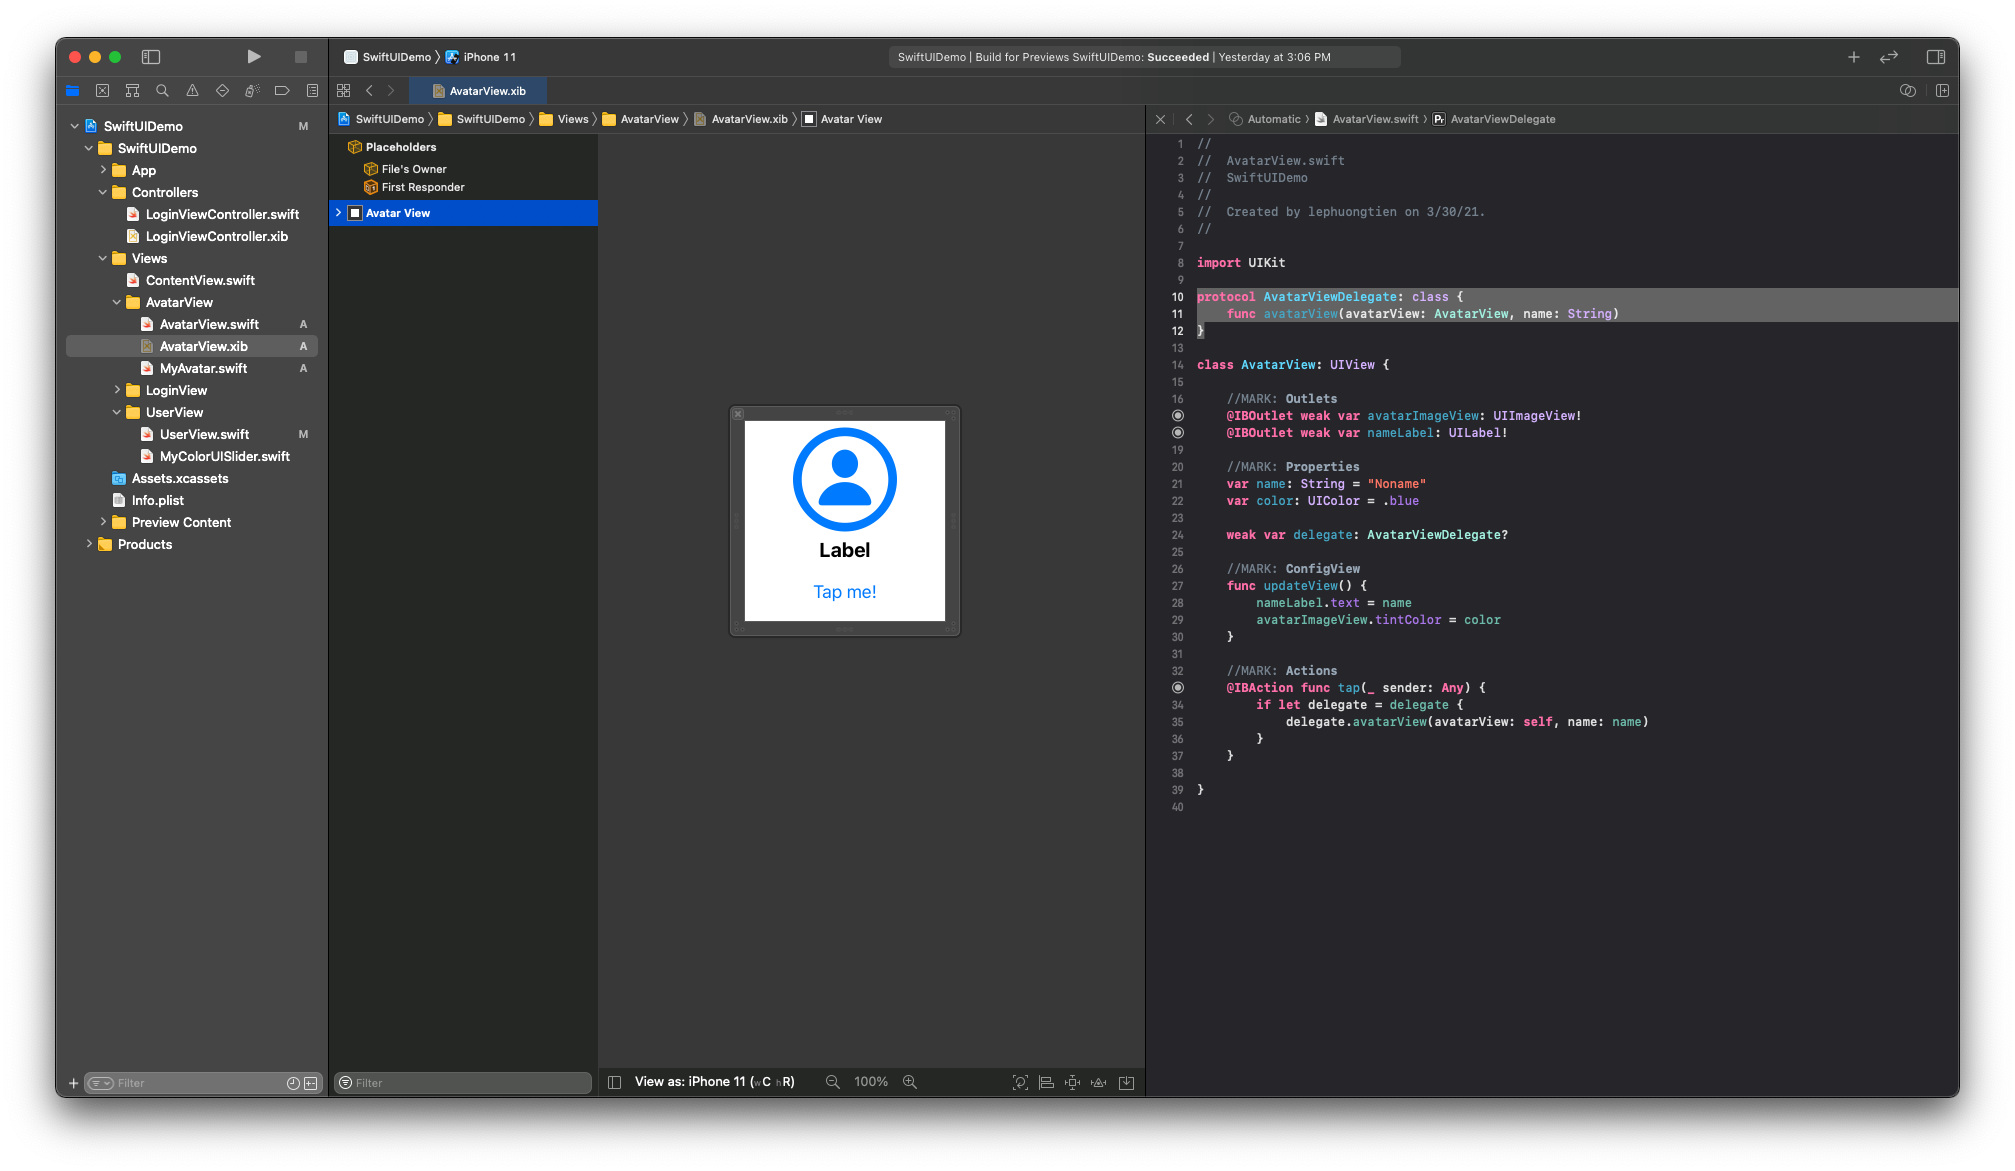 SwiftUIDemo
iPhone 11
SwiftUIDemo | Build for Previews SwiftUIDemo: Succeeded | Yesterday at 3:06 PM
AvatarView.xib
SwiftUIDemo M
SwiftUIDemo
App
Controllers
LoginViewController.swift
LoginViewController.xib
Views
ContentView.swift
AvatarView
AvatarView.swift A
AvatarView.xib A
MyAvatar.swift A
LoginView
UserView
UserView.swift M
MyColorUISlider.swift
Assets.xcassets
Info.plist
Preview Content
Products
Filter
SwiftUIDemo SwiftUIDemo Views AvatarView AvatarView.xib Avatar View
Placeholders
File's Owner
First Responder
Avatar View
Filter
Label
Tap me!
View as: iPhone 11 (wC hR)
100%
Automatic AvatarView.swift Pr AvatarViewDelegate
1 //
2 //  AvatarView.swift
3 //  SwiftUIDemo
4 //
5 //  Created by lephuongtien on 3/30/21.
6 //
7
8 import UIKit
9
10 protocol AvatarViewDelegate: class {
11     func avatarView(avatarView: AvatarView, name: String)
12 }
13
14 class AvatarView: UIView {
15
16     //MARK: Outlets
@IBOutlet weak var avatarImageView: UIImageView!
@IBOutlet weak var nameLabel: UILabel!
19
20     //MARK: Properties
21     var name: String = "Noname"
22     var color: UIColor = .blue
23
24     weak var delegate: AvatarViewDelegate?
25
26     //MARK: ConfigView
27     func updateView() {
28         nameLabel.text = name
29         avatarImageView.tintColor = color
30     }
31
32     //MARK: Actions
@IBAction func tap(_ sender: Any) {
34         if let delegate = delegate {
35             delegate.avatarView(avatarView: self, name: name)
36         }
37     }
38
39 }
40